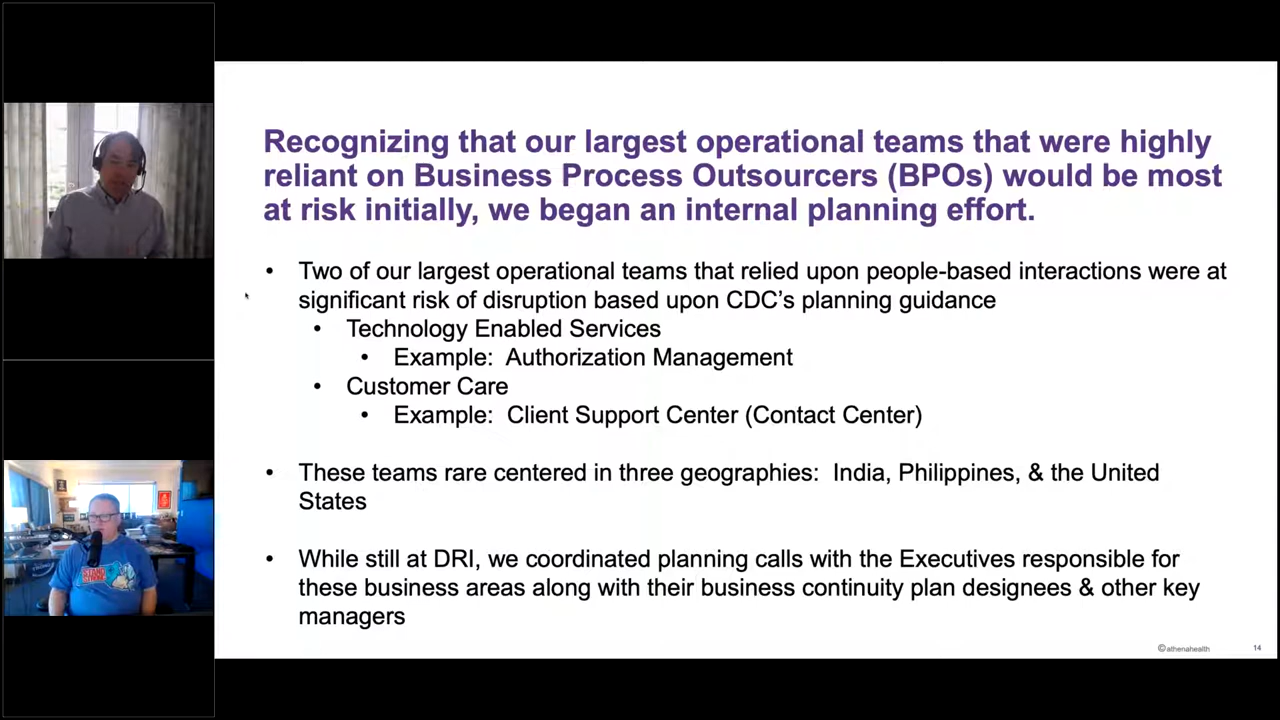 Recognizing that our largest operational teams that were highly
reliant on Business Process Outsourcers (BPOs) would be most
at risk initially, we began an internal planning effort.
• Two of our largest operational teams that relied upon people-based interactions were at
significant risk of disruption based upon CDC's planning guidance
• Technology Enabled Services
• Example: Authorization Management
• Customer Care
• Example: Client Support Center (Contact Center)
• These teams rare centered in three geographies: India, Philippines, & the United
States
• While still at DRI, we coordinated planning calls with the Executives responsible for
these business areas along with their business continuity plan designees & other key
managers
©athenahealth 14